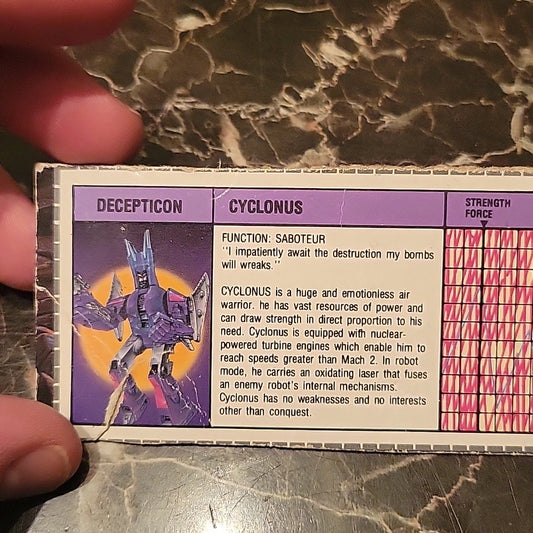 DECEPTICON
CYCLONUS
STRENGTH
FORCE
FUNCTION: SABOTEUR
"I impatiently await the destruction my bombs
will wreaks."
CYCLONUS is a huge and emotionless air
warrior. he has vast resources of power and
can draw strength in direct proportion to his
need. Cyclonus is equipped with nuclear-
powered turbine engines which enable him to
reach speeds greater than Mach 2. In robot
mode, he carries an oxidating laser that fuses
an enemy robot's internal mechanisms.
Cyclonus has no weaknesses and no interests
other than conquest.